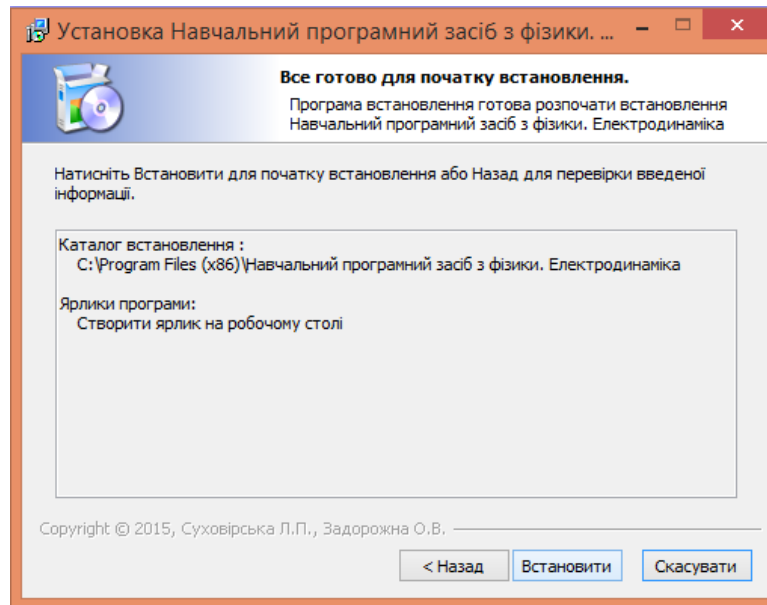 Установка Навчальний програмний засіб з фізики. ...
Все готово для початку встановлення.
Програма встановлення готова розпочати встановлення
Навчальний програмний засіб з фізики. Електродинаміка
Натисніть Встановити для початку встановлення або Назад для перевірки введеної
інформації.
Каталог встановлення :
C:\Program Files (x86)\Навчальний програмний засіб з фізики. Електродинаміка
Ярлики програми:
Створити ярлик на робочому столі
Copyright © 2015, Суховірська Л.П., Задорожна О.В.
< Назад Встановити Скасувати